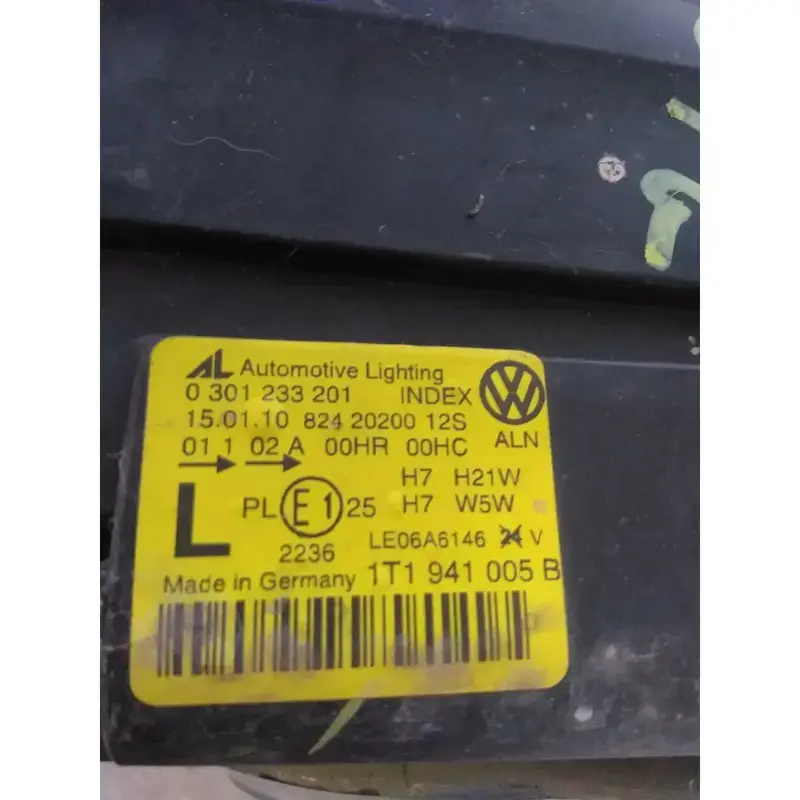 AL Automotive Lighting
0 301 233 201 INDEX
15.01.10 824 20200 12S
ALN
01 1 02 A 00HR 00HC
H7 H21W
L PL E1 25 H7 W5W
2236 LE06A6146 24 V
Made in Germany 1T1 941 005 B